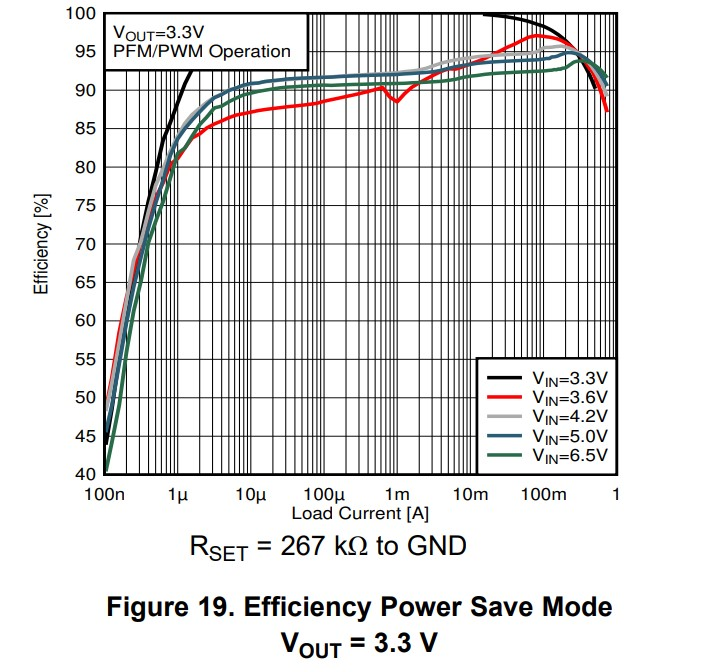 100
95
90
85
80
75
70
65
60
55
50
45
40
Efficiency [%]
VOUT=3.3V
PFM/PWM Operation
VIN=3.3V
VIN=3.6V
VIN=4.2V
VIN=5.0V
VIN=6.5V
100n 1µ 10µ 100µ 1m 10m 100m 1
Load Current [A]
RSET = 267 kΩ to GND
Figure 19. Efficiency Power Save Mode
VOUT = 3.3 V